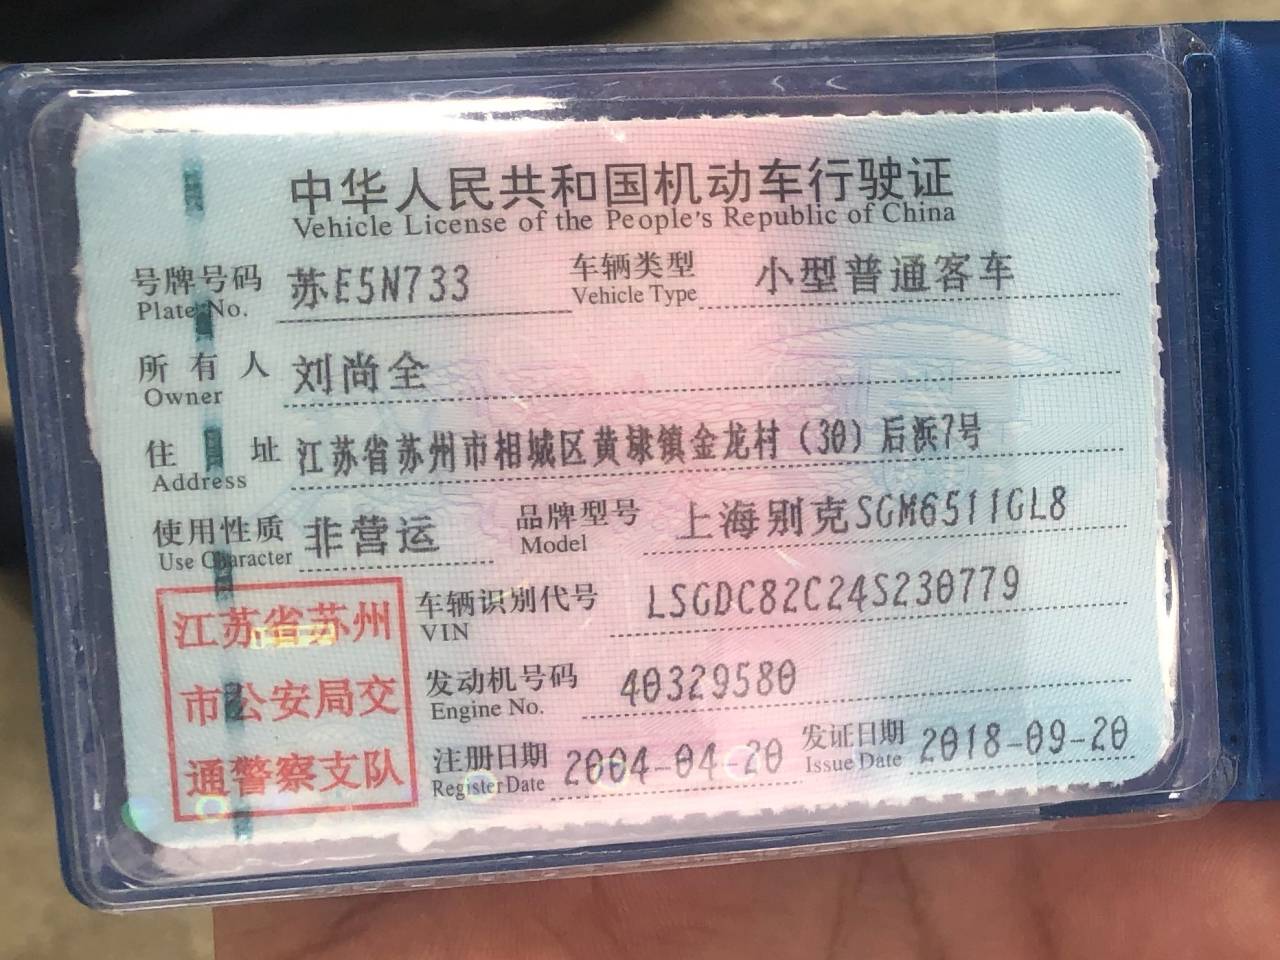 中华人民共和国机动车行驶证
Vehicle License of the People's Republic of China
号牌号码 苏E5N733 车辆类型 小型普通客车
Plate No. Vehicle Type
所有人 刘尚全
Owner
住址 江苏省苏州市相城区黄埭镇金龙村（30）后浜7号
Address
使用性质 非营运 品牌型号 上海别克SGM6511GL8
Use Character Model
江苏省苏州
市公安局交
通警察支队
车辆识别代号 LSGDC82C24S230779
VIN
发动机号码 40329580
Engine No.
注册日期 2004-04-20 发证日期 2018-09-20
Register Date Issue Date